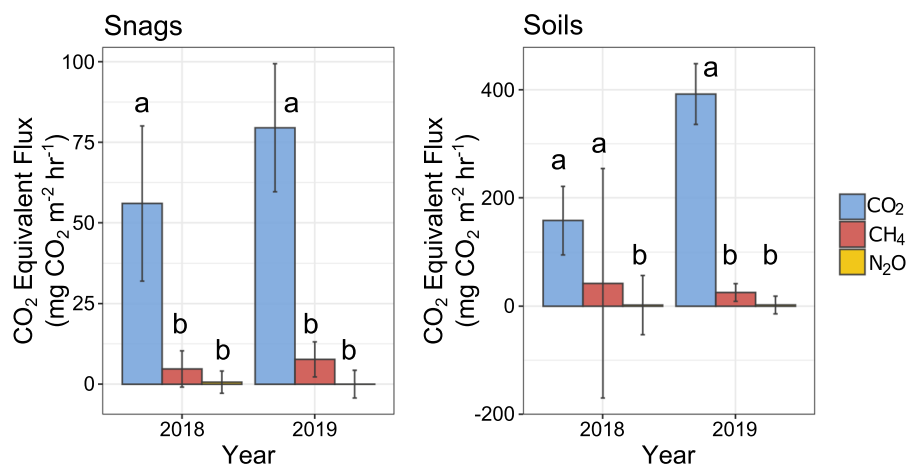 Snags
CO₂ Equivalent Flux
(mg CO₂ m⁻² hr⁻¹)
100
75
50
25
0
a
b
b
a
b
b
2018
2019
Year
Soils
CO₂ Equivalent Flux
(mg CO₂ m⁻² hr⁻¹)
400
200
0
-200
a
a
b
a
b
b
2018
2019
Year
CO₂
CH₄
N₂O